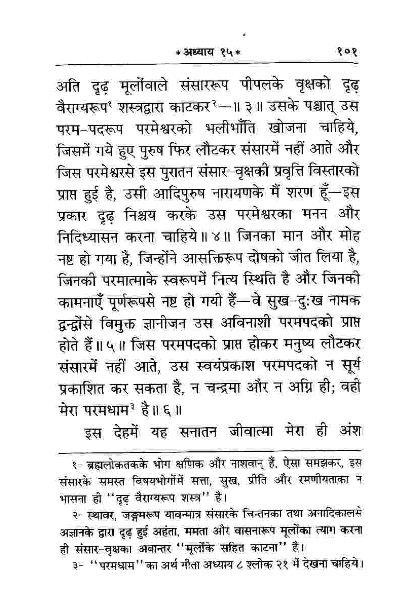 * अध्याय १५ *
१०१
अति दृढ़ मूलोंवाले संसाररूप पीपलके वृक्षको दृढ़
वैराग्यरूप१ शस्त्रद्वारा काटकर२—॥ ३॥ उसके पश्चात् उस
परम-पदरूप परमेश्वरको भलीभाँति खोजना चाहिये,
जिसमें गये हुए पुरुष फिर लौटकर संसारमें नहीं आते और
जिस परमेश्वरसे इस पुरातन संसार-वृक्षकी प्रवृत्ति विस्तारको
प्राप्त हुई है, उसी आदिपुरुष नारायणके मैं शरण हूँ—इस
प्रकार दृढ़ निश्चय करके उस परमेश्वरका मनन और
निदिध्यासन करना चाहिये॥ ४॥ जिनका मान और मोह
नष्ट हो गया है, जिन्होंने आसक्तिरूप दोषको जीत लिया है,
जिनकी परमात्माके स्वरूपमें नित्य स्थिति है और जिनकी
कामनाएँ पूर्णरूपसे नष्ट हो गयी हैं—वे सुख-दुःख नामक
द्वन्द्वोंसे विमुक्त ज्ञानीजन उस अविनाशी परमपदको प्राप्त
होते हैं॥ ५॥ जिस परमपदको प्राप्त होकर मनुष्य लौटकर
संसारमें नहीं आते, उस स्वयंप्रकाश परमपदको न सूर्य
प्रकाशित कर सकता है, न चन्द्रमा और न अग्नि ही; वही
मेरा परमधाम३ है॥ ६॥
इस देहमें यह सनातन जीवात्मा मेरा ही अंश
१- ब्रह्मलोकतकके भोग क्षणिक और नाशवान् हैं, ऐसा समझकर, इस
संसारके समस्त विषयभोगोंमें सत्ता, सुख, प्रीति और रमणीयताका न
भासना ही ''दृढ़ वैराग्यरूप शस्त्र'' है।
२- स्थावर, जङ्गमरूप यावन्मात्र संसारके चिन्तनका तथा अनादिकालसे
अज्ञानके द्वारा दृढ़ हुई अहंता, ममता और वासनारूप मूलोंका त्याग करना
ही संसार-वृक्षका अवान्तर ''मूलोंके सहित काटना'' है।
३- ''परमधाम'' का अर्थ गीता अध्याय ८ श्लोक २१ में देखना चाहिये।